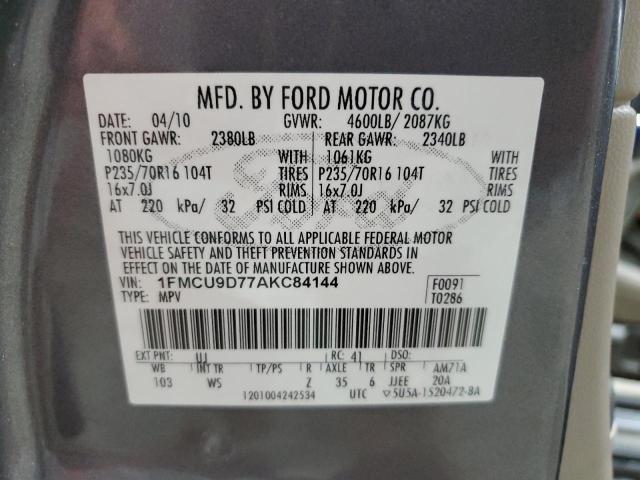 MFD. BY FORD MOTOR CO.
DATE: 04/10 GVWR: 4600LB/ 2087KG
FRONT GAWR: 2380LB REAR GAWR: 2340LB
1080KG WITH 1061KG WITH
P235/70R16 104T TIRES P235/70R16 104T TIRES
16x7.0J RIMS 16x7.0J RIMS
AT 220 kPa/ 32 PSI COLD AT 220 kPa/ 32 PSI COLD
THIS VEHICLE CONFORMS TO ALL APPLICABLE FEDERAL MOTOR
VEHICLE SAFETY AND THEFT PREVENTION STANDARDS IN
EFFECT ON THE DATE OF MANUFACTURE SHOWN ABOVE.
VIN: 1FMCU9D77AKC84144 F0091
TYPE: MPV T0286
EXT PNT: UJ RC: 41 DSO:
WB INT TR TP/PS R AXLE TR SPR AM71A
103 WS Z 35 6 JJEE 20A
1201004242534 UTC ▽5U5A-1520472-BA